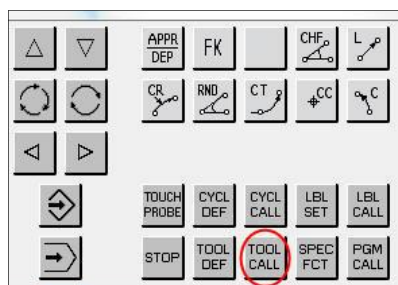 APPR DEP FK CHF L
CR RND CT CC C
TOUCH PROBE CYCL DEF CYCL CALL LBL SET LBL CALL
STOP TOOL DEF TOOL CALL SPEC FCT PGM CALL